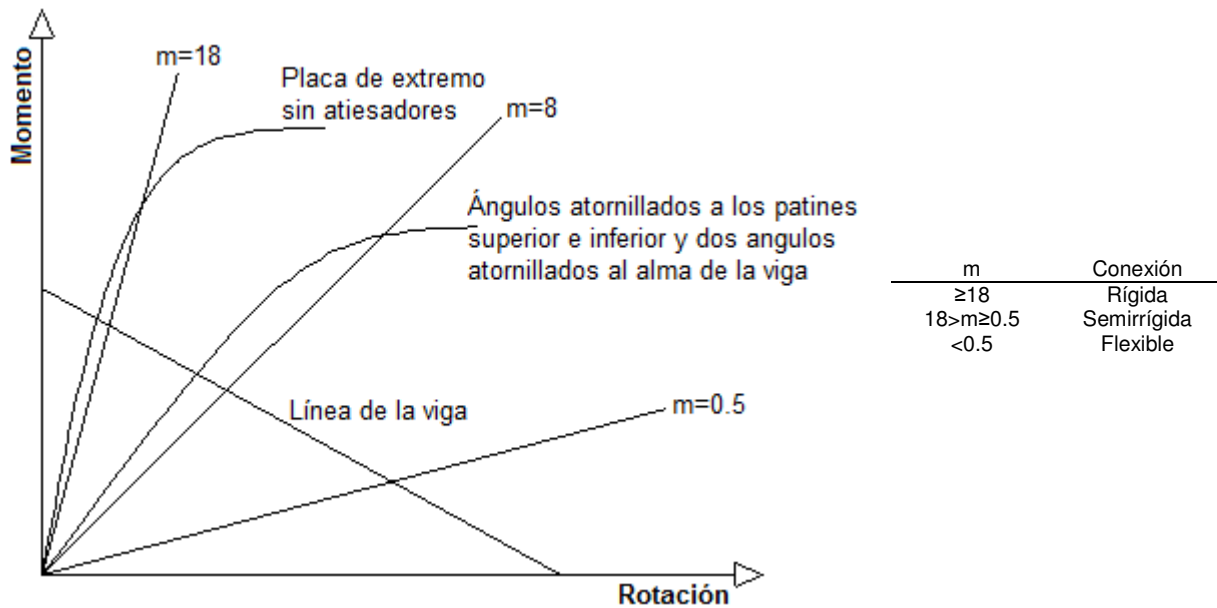 Momento
m=18
Placa de extremo
sin atiesadores
m=8
Ángulos atornillados a los patines
superior e inferior y dos angulos
atornillados al alma de la viga
Línea de la viga
m=0.5
Rotación
m Conexión
≥18 Rígida
18>m≥0.5 Semirrígida
<0.5 Flexible